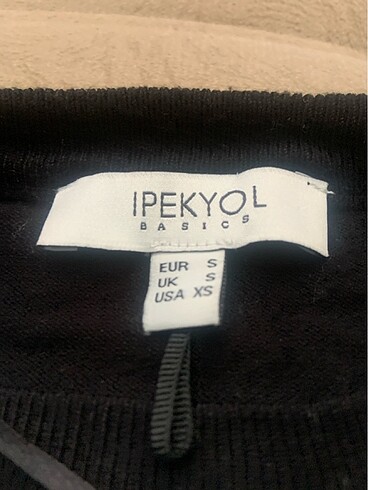 IPEKYOL
BASICS
EUR S
UK S
USA XS